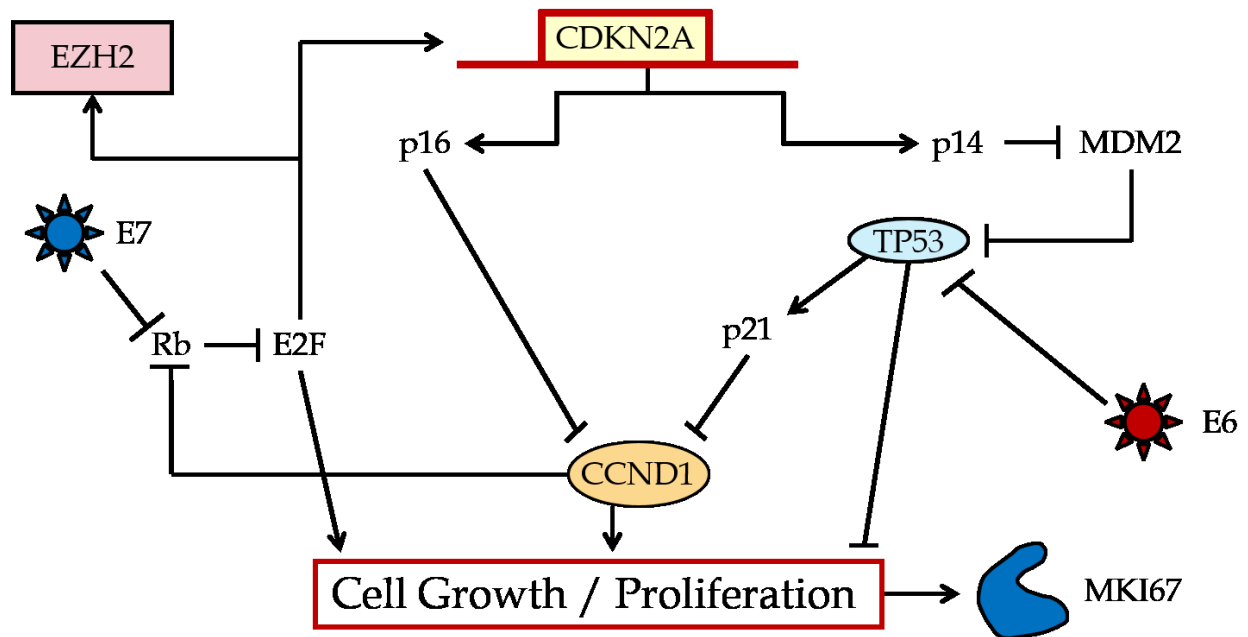 CDKN2A
EZH2
p16
p14
MDM2
E7
TP53
p21
Rb
E2F
E6
CCND1
Cell Growth / Proliferation
MKI67